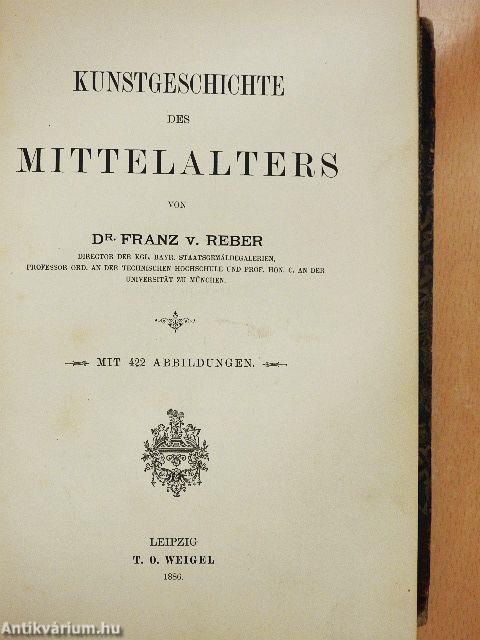 KUNSTGESCHICHTE
DES
MITTELALTERS
VON
DR. FRANZ v. REBER
DIRECTOR DER KGL. BAYR. STAATSGEMÄLDEGALERIEN,
PROFESSOR ORD. AN DER TECHNISCHEN HOCHSCHULE UND PROF. HON. C. AN DER
UNIVERSITÄT ZU MÜNCHEN.
MIT 422 ABBILDUNGEN.
LEIPZIG
T. O. WEIGEL
1886.
Antikvárium.hu